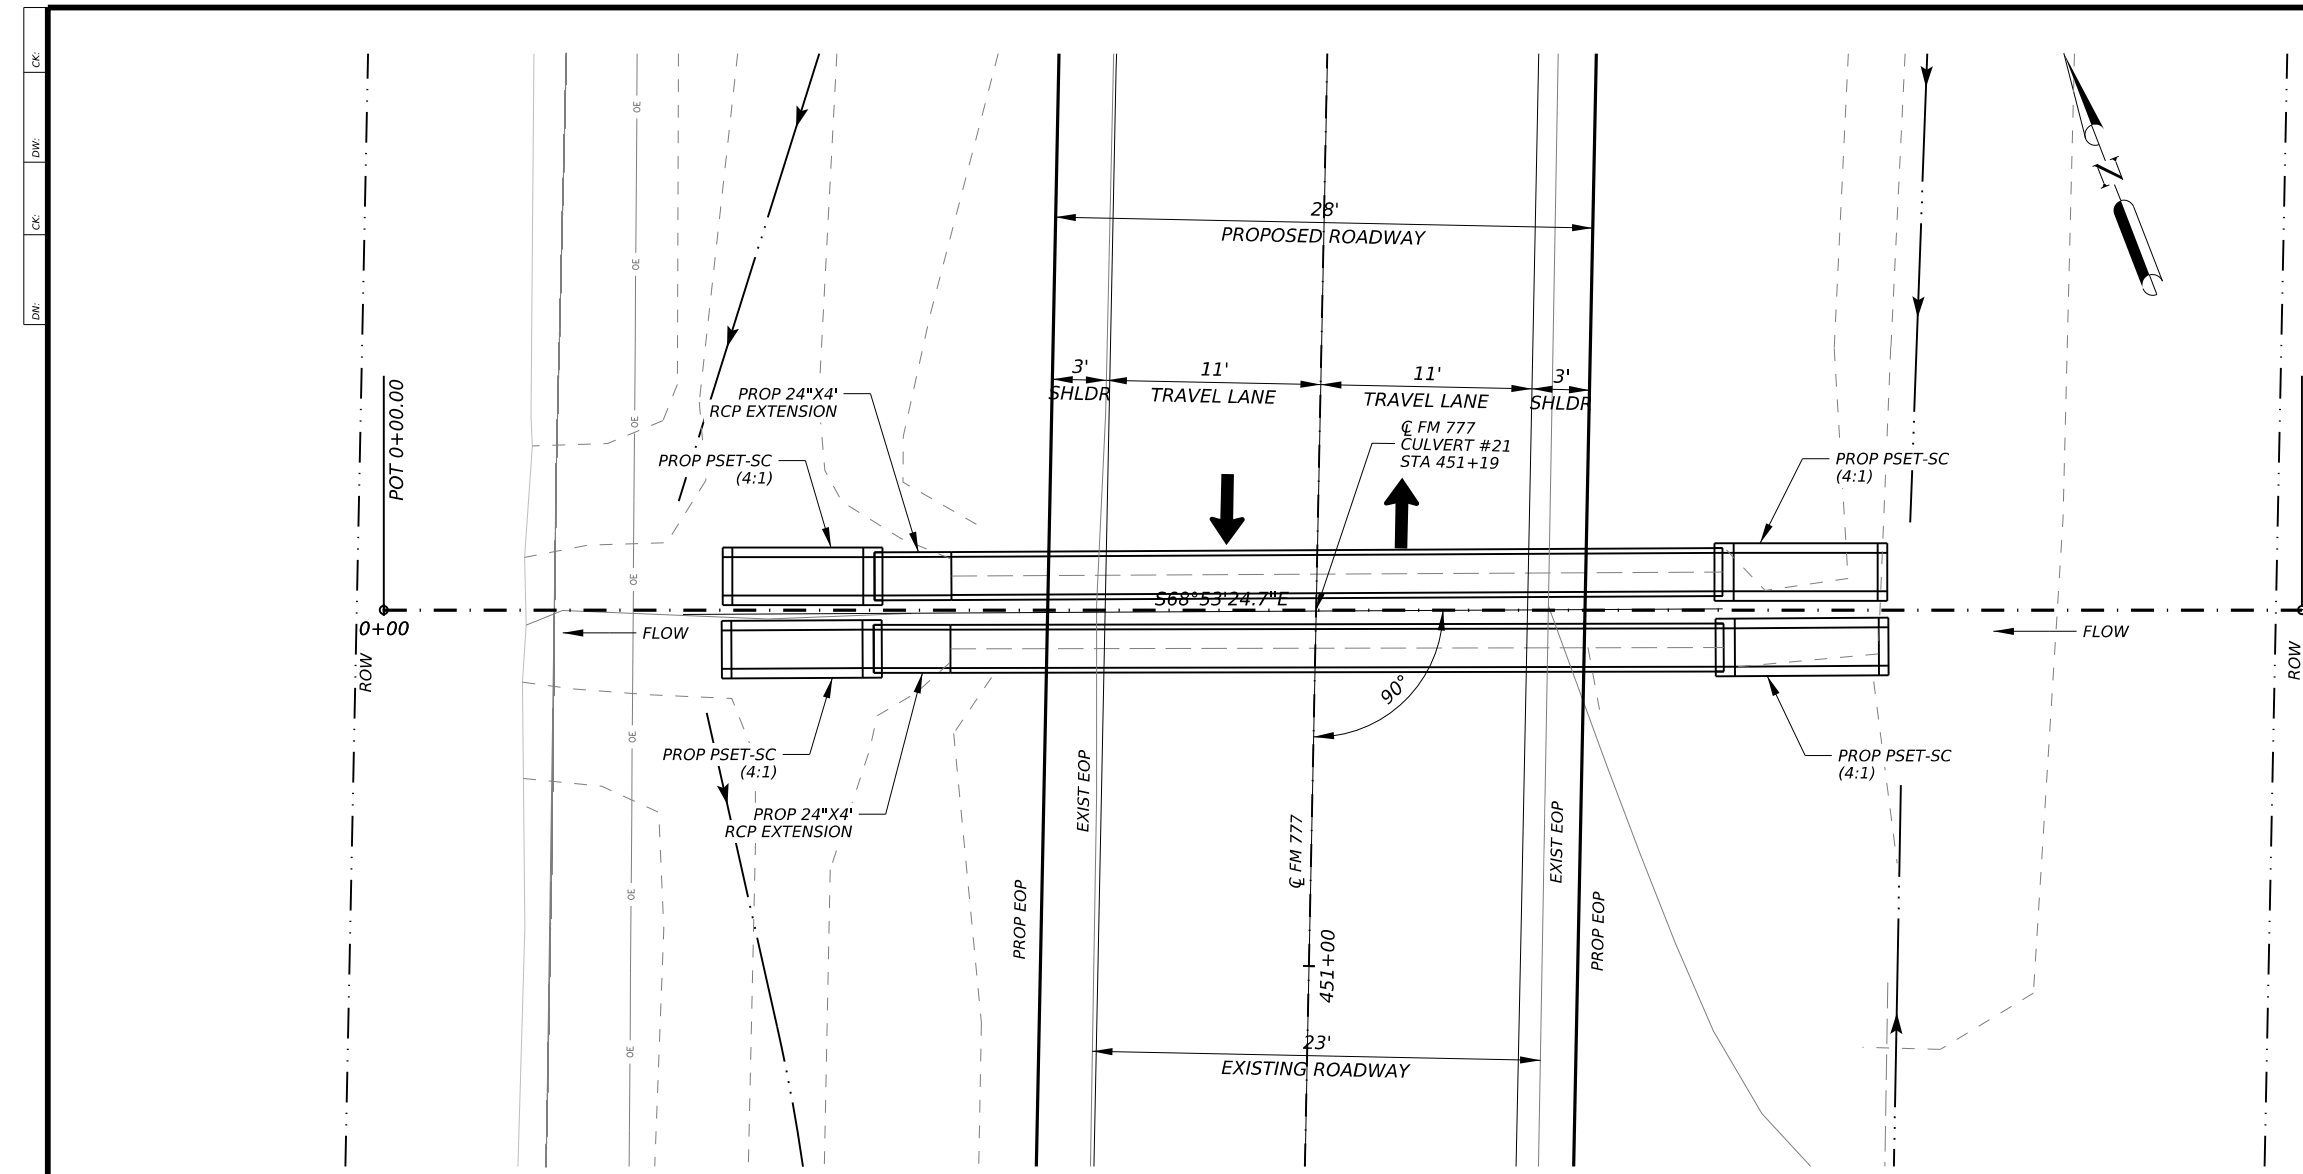 CK:
DW:
CK:
DN:
OE
N
28'
PROPOSED ROADWAY
OE
3'
SHLDR
11'
TRAVEL LANE
11'
TRAVEL LANE
3'
SHLDR
PROP 24"X4'
RCP EXTENSION
OE
POT 0+00.00
℄ FM 777
CULVERT #21
STA 451+19
PROP PSET-SC
(4:1)
PROP PSET-SC
(4:1)
OE
S68°53'24.7"E
0+00
FLOW
FLOW
ROW
ROW
90°
OE
PROP PSET-SC
(4:1)
PROP PSET-SC
(4:1)
EXIST EOP
EXIST EOP
PROP 24"X4'
RCP EXTENSION
℄ FM 777
OE
PROP EOP
PROP EOP
451+00
OE
23'
EXISTING ROADWAY